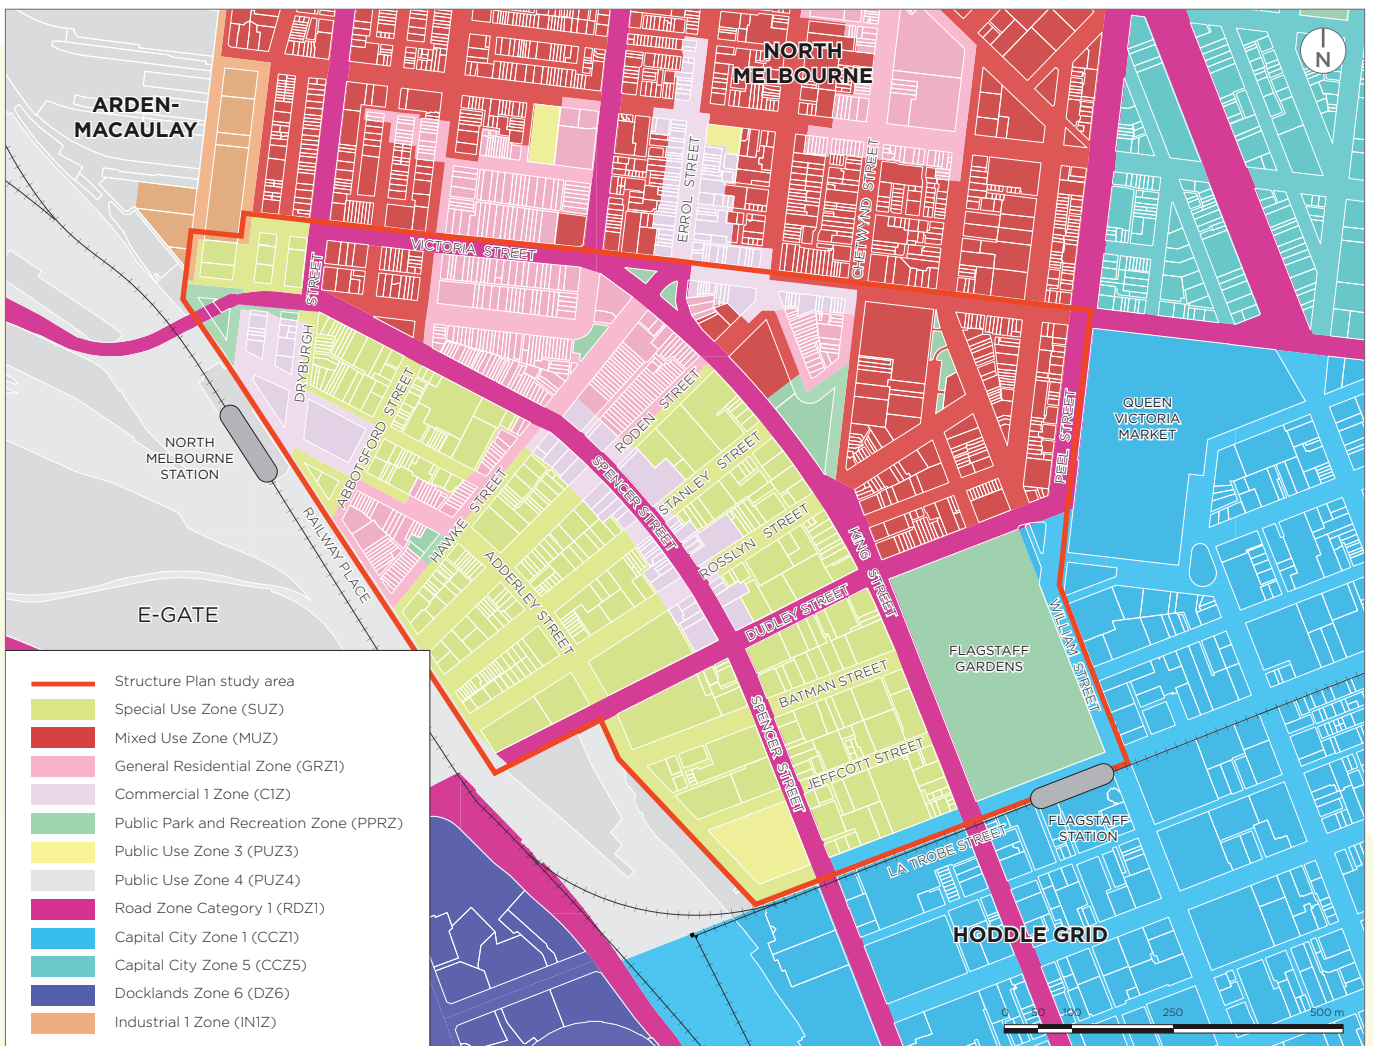 NORTH
MELBOURNE
N
ARDEN-
MACAULAY
ERROL STREET
CHETWYND STREET
VICTORIA STREET
STREET
DRYBURGH
ABBOTSFORD STREET
RODEN STREET
PEEL STREET
QUEEN
VICTORIA
MARKET
NORTH
MELBOURNE
STATION
HAWKE STREET
SPENCER STREET
STANLEY STREET
ROSSLYN STREET
RAILWAY PLACE
ADDERLEY STREET
KING STREET
DUDLEY STREET
E-GATE
WILLIAM STREET
FLAGSTAFF
GARDENS
BATMAN STREET
SPENCER STREET
JEFFCOTT STREET
FLAGSTAFF
STATION
LA TROBE STREET
HODDLE GRID
Structure Plan study area
Special Use Zone (SUZ)
Mixed Use Zone (MUZ)
General Residential Zone (GRZ1)
Commercial 1 Zone (C1Z)
Public Park and Recreation Zone (PPRZ)
Public Use Zone 3 (PUZ3)
Public Use Zone 4 (PUZ4)
Road Zone Category 1 (RDZ1)
Capital City Zone 1 (CCZ1)
Capital City Zone 5 (CCZ5)
Docklands Zone 6 (DZ6)
Industrial 1 Zone (IN1Z)
0 50 100 250 500 m